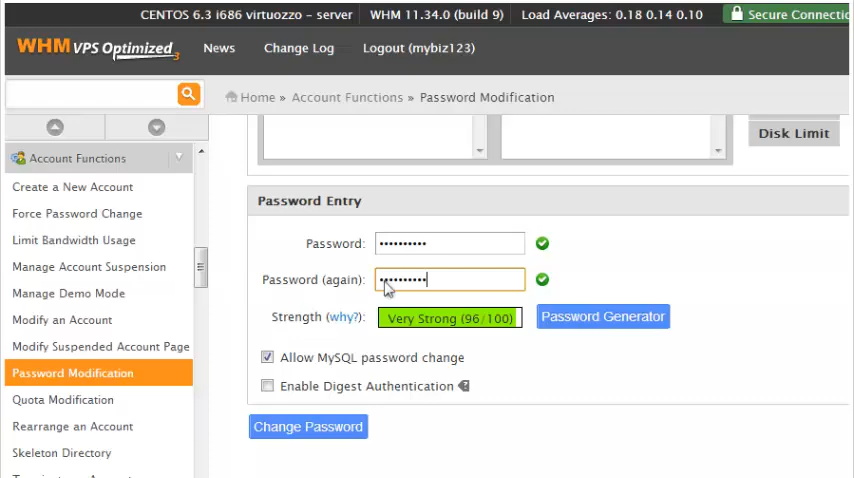 CENTOS 6.3 i686 virtuozzo – server WHM 11.34.0 (build 9) Load Averages: 0.18 0.14 0.10 Secure Connectio
WHM VPS Optimized 3 News Change Log Logout (mybiz123)
Home » Account Functions » Password Modification
Disk Limit
Account Functions
Create a New Account
Force Password Change
Limit Bandwidth Usage
Manage Account Suspension
Manage Demo Mode
Modify an Account
Modify Suspended Account Page
Password Modification
Quota Modification
Rearrange an Account
Skeleton Directory
Password Entry
Password: ••••••••••
Password (again): ••••••••••
Strength (why?): Very Strong (96/100) Password Generator
Allow MySQL password change
Enable Digest Authentication
Change Password